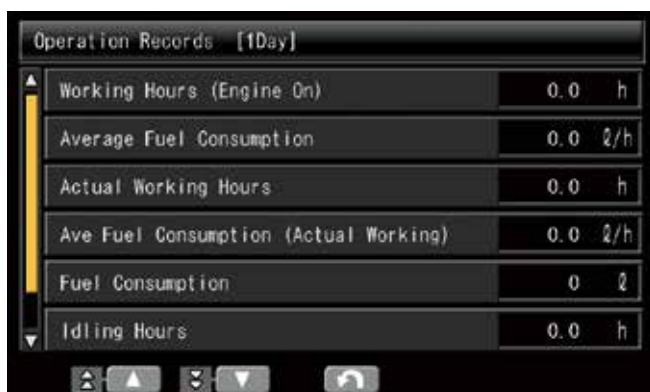 Operation Records [1Day]
Working Hours (Engine On) 0.0 h
Average Fuel Consumption 0.0 ℓ/h
Actual Working Hours 0.0 h
Ave Fuel Consumption (Actual Working) 0.0 ℓ/h
Fuel Consumption 0 ℓ
Idling Hours 0.0 h